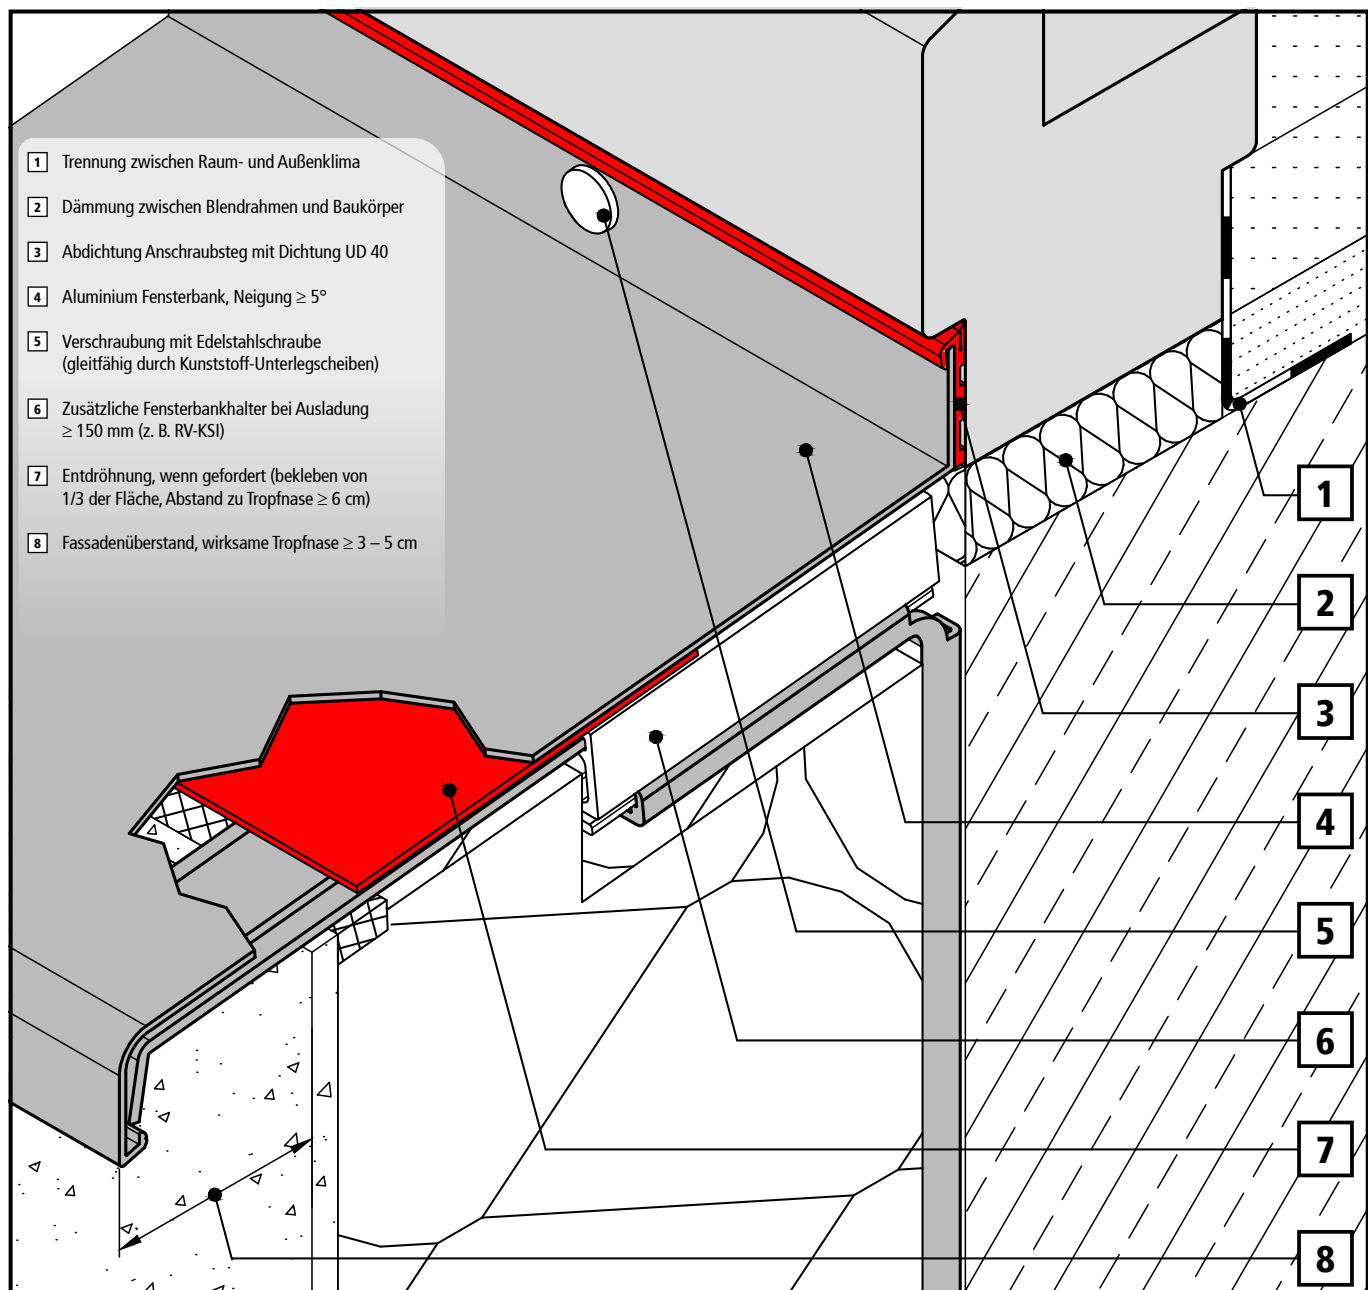 1 Trennung zwischen Raum- und Außenklima
2 Dämmung zwischen Blendrahmen und Baukörper
3 Abdichtung Anschraubsteg mit Dichtung UD 40
4 Aluminium Fensterbank, Neigung ≥ 5°
5 Verschraubung mit Edelstahlschraube
(gleitfähig durch Kunststoff-Unterlegscheiben)
6 Zusätzliche Fensterbankhalter bei Ausladung
≥ 150 mm (z. B. RV-KSI)
7 Entdröhnung, wenn gefordert (bekleben von
1/3 der Fläche, Abstand zu Tropfnase ≥ 6 cm)
8 Fassadenüberstand, wirksame Tropfnase ≥ 3 – 5 cm
1
2
3
4
5
6
7
8